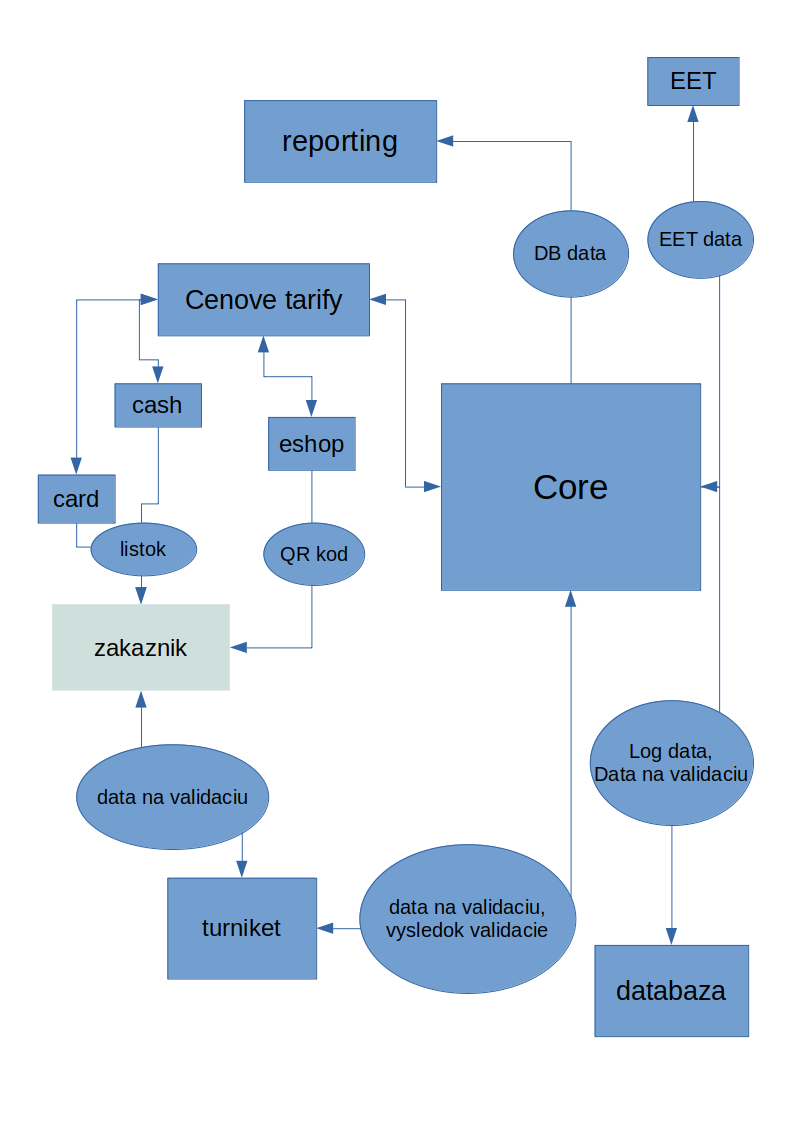 EET
reporting
EET data
DB data
Cenove tarify
cash
eshop
Core
card
listok
QR kod
zakaznik
Log data,
Data na validaciu
data na validaciu
data na validaciu,
vysledok validacie
turniket
databaza